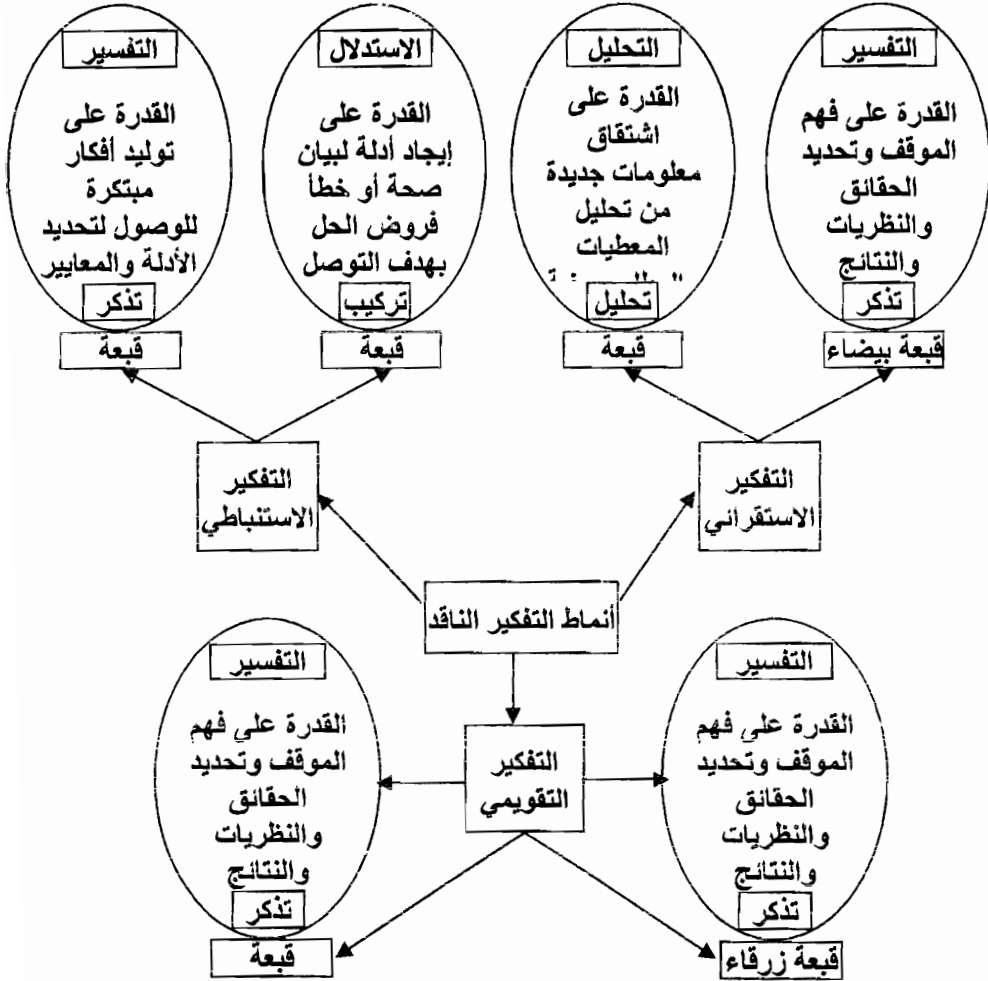 التفسير
القدرة على فهم
الموقف وتحديد
الحقائق
والنظريات
والنتائج
تذكر
قبعة بيضاء
التحليل
القدرة على
اشتقاق
معلومات جديدة
من تحليل
المعطيات
تحليل
قبعة
الاستدلال
القدرة على
إيجاد أدلة لبيان
صحة أو خطأ
فروض الحل
بهدف التوصل
تركيب
قبعة
التفسير
القدرة على
توليد أفكار
مبتكرة
للوصول لتحديد
الأدلة والمعايير
تذكر
قبعة
التفكير
الاستقرائي
التفكير
الاستنباطي
أنماط التفكير الناقد
التفكير
التقويمي
التفسير
القدرة على فهم
الموقف وتحديد
الحقائق
والنظريات
والنتائج
تذكر
قبعة زرقاء
التفسير
القدرة على فهم
الموقف وتحديد
الحقائق
والنظريات
والنتائج
تذكر
قبعة